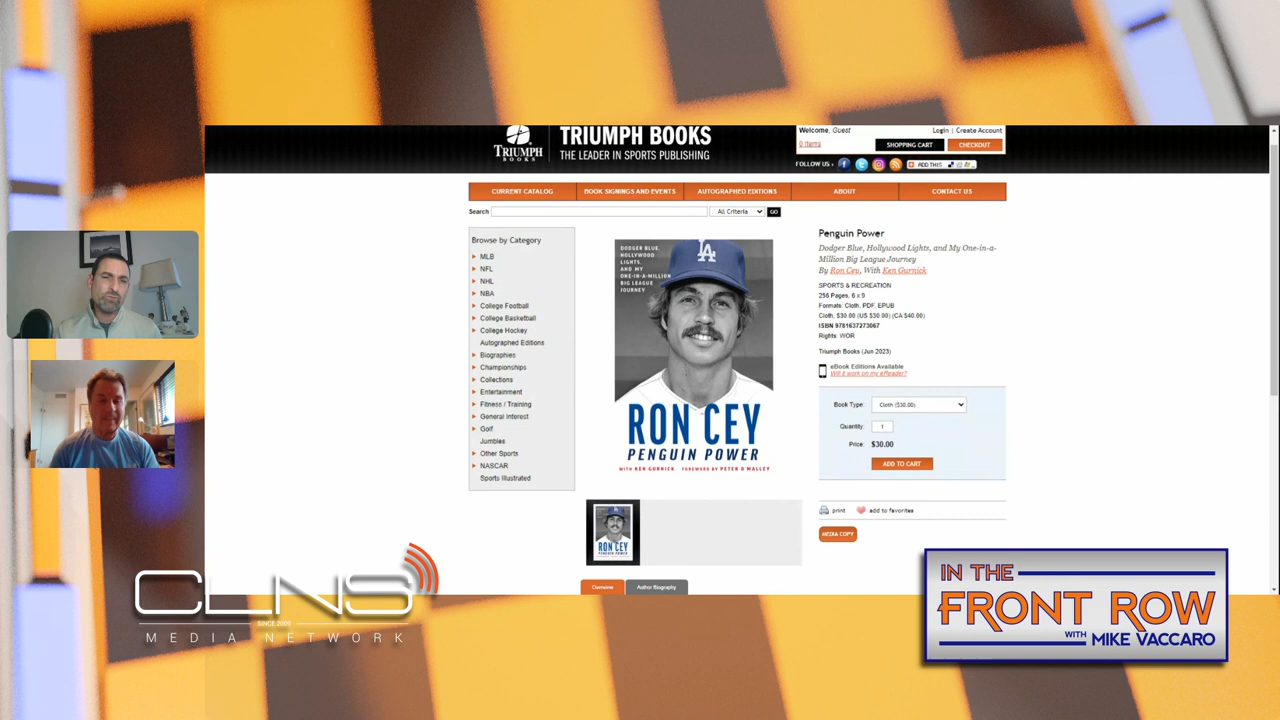 TRIUMPH BOOKS
TRIUMPH BOOKS
THE LEADER IN SPORTS PUBLISHING
Welcome, Guest
Login | Create Account
0 Items
SHOPPING CART
CHECKOUT
FOLLOW US
ADD THIS
CURRENT CATALOG
BOOK SIGNINGS AND EVENTS
AUTOGRAPHED EDITIONS
ABOUT
CONTACT US
Search
All Criteria
GO
Browse by Category
MLB
NFL
NHL
NBA
College Football
College Basketball
College Hockey
Autographed Editions
Biographies
Championships
Collections
Entertainment
Fitness / Training
General Interest
Golf
Jumbles
Other Sports
NASCAR
Sports Illustrated
DODGER BLUE,
HOLLYWOOD
LIGHTS,
AND MY
ONE-IN-A-MILLION
BIG LEAGUE
JOURNEY
LA
RON CEY
PENGUIN POWER
WITH KEN GURNICK FOREWORD BY PETER O'MALLEY
RON CEY
Overview
Author Biography
Penguin Power
Dodger Blue, Hollywood Lights, and My One-in-a-
Million Big League Journey
By Ron Cey, With Ken Gurnick
SPORTS & RECREATION
256 Pages, 6 x 9
Formats: Cloth, PDF, EPUB
Cloth, $30.00 (US $30.00) (CA $40.00)
ISBN 9781637273067
Rights: WOR
Triumph Books (Jun 2023)
eBook Editions Available
Will it work on my eReader?
Book Type: Cloth ($30.00)
Quantity: 1
Price: $30.00
ADD TO CART
print
add to favorites
MEDIA COPY
CLNS
SINCE 2009
MEDIA NETWORK
IN THE
FRONT ROW
WITH MIKE VACCARO